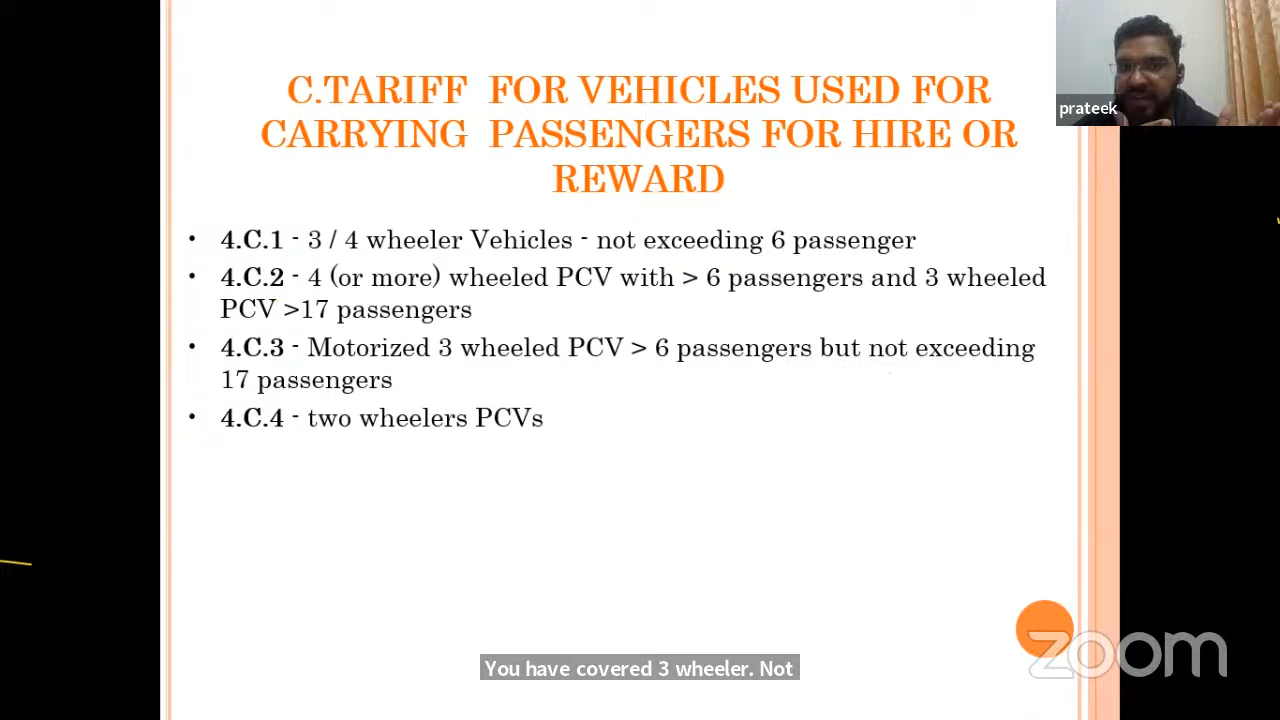 C.TARIFF FOR VEHICLES USED FOR
CARRYING PASSENGERS FOR HIRE OR
REWARD
prateek
• 4.C.1 - 3 / 4 wheeler Vehicles - not exceeding 6 passenger
• 4.C.2 - 4 (or more) wheeled PCV with > 6 passengers and 3 wheeled
PCV >17 passengers
• 4.C.3 - Motorized 3 wheeled PCV > 6 passengers but not exceeding
17 passengers
• 4.C.4 - two wheelers PCVs
zoom
You have covered 3 wheeler. Not